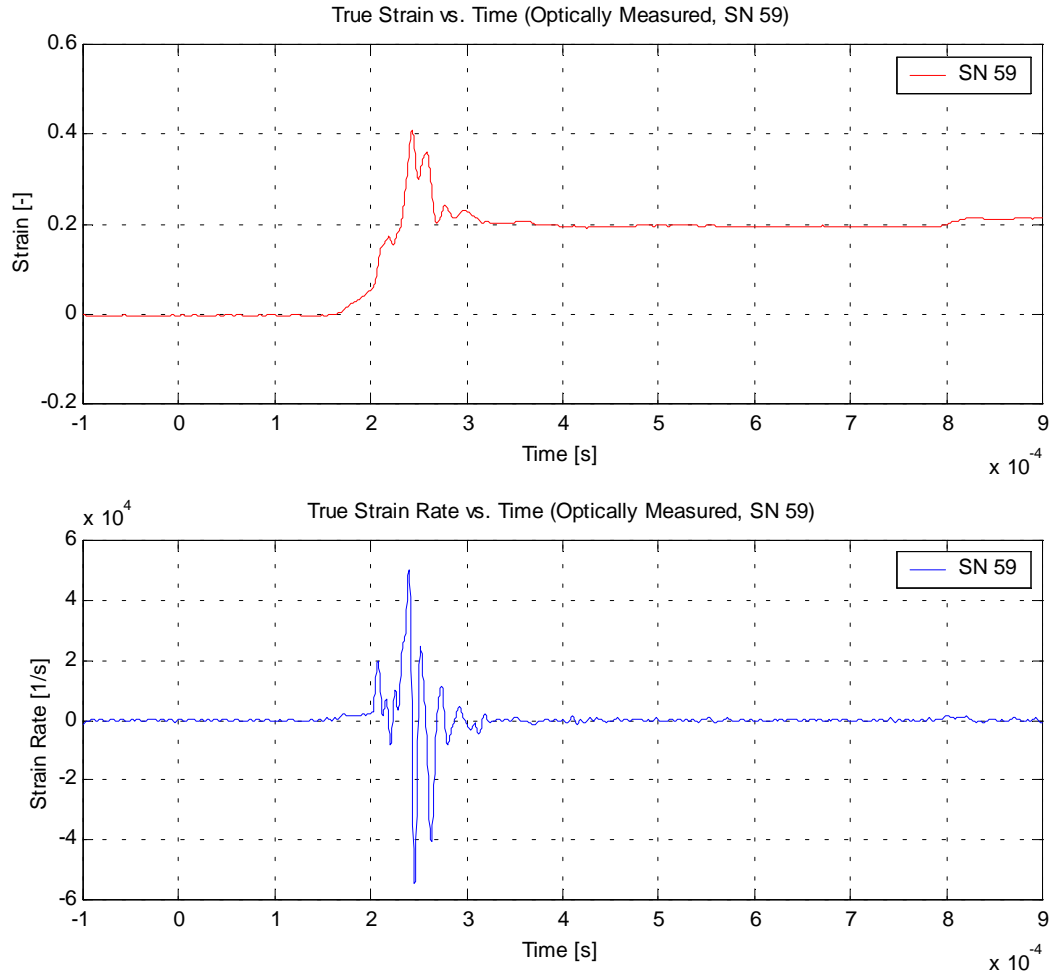 True Strain vs. Time (Optically Measured, SN 59)
0.6
SN 59
0.4
0.2
0
-0.2
Strain [-]
-1 0 1 2 3 4 5 6 7 8 9
Time [s]
x 10^-4
x 10^4
True Strain Rate vs. Time (Optically Measured, SN 59)
6
SN 59
4
2
0
-2
-4
-6
Strain Rate [1/s]
-1 0 1 2 3 4 5 6 7 8 9
Time [s]
x 10^-4